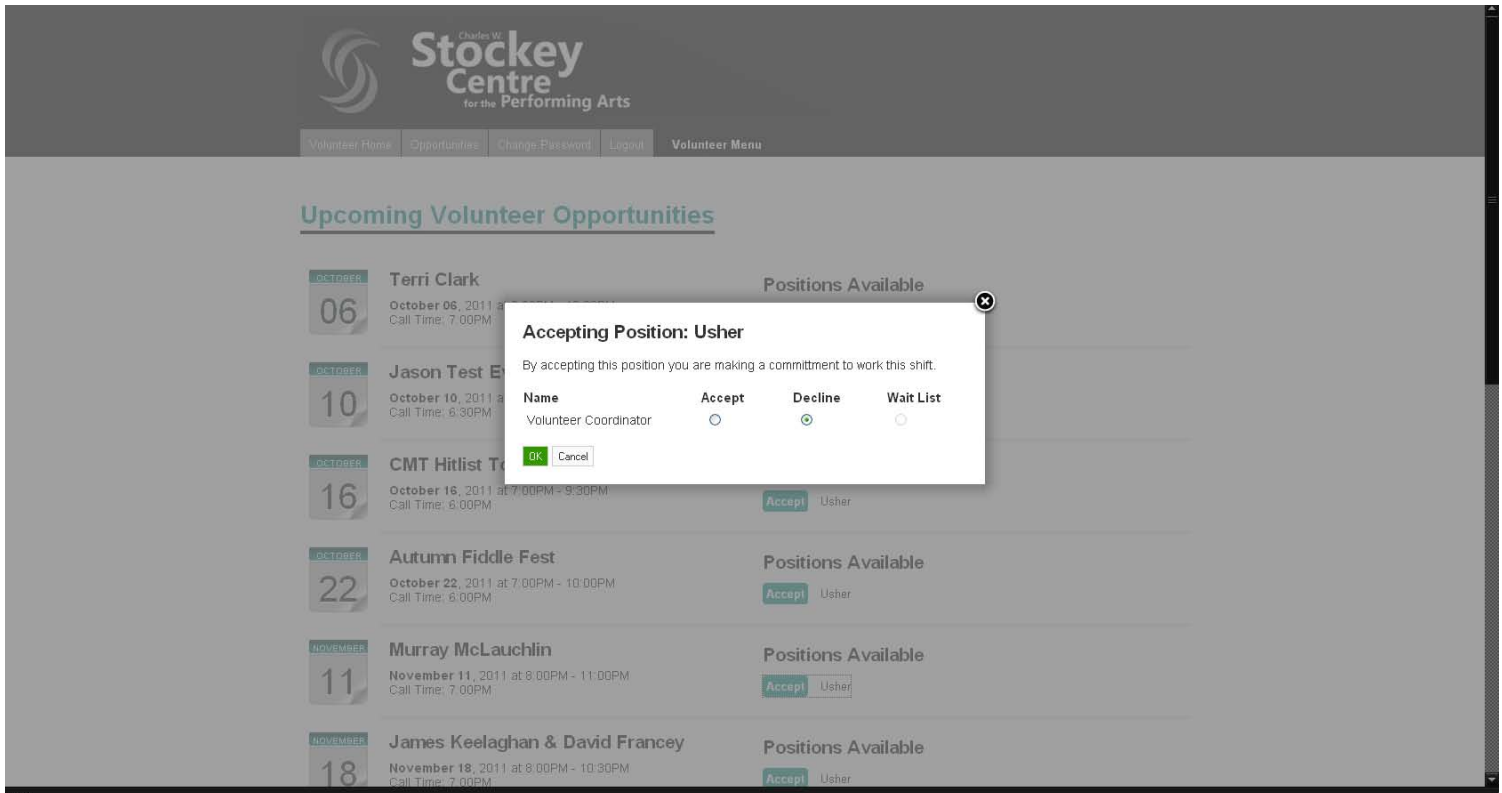 Charles W.
Stockey
Centre
for the Performing Arts
Volunteer Home Opportunities Change Password Logout Volunteer Menu
Upcoming Volunteer Opportunities
OCTOBER
06
Terri Clark
October 06, 2011 a
Call Time: 7:00PM
Positions Available
OCTOBER
10
Jason Test Ev
October 10, 2011 a
Call Time: 6:30PM
Accepting Position: Usher
By accepting this position you are making a committment to work this shift.
Name Accept Decline Wait List
Volunteer Coordinator
OK Cancel
OCTOBER
16
CMT Hitlist To
October 16, 2011 at 7:00PM - 9:30PM
Call Time: 6:00PM
Accept Usher
OCTOBER
22
Autumn Fiddle Fest
October 22, 2011 at 7:00PM - 10:00PM
Call Time: 6:00PM
Positions Available
Accept Usher
NOVEMBER
11
Murray McLauchlin
November 11, 2011 at 8:00PM - 11:00PM
Call Time: 7:00PM
Positions Available
Accept Usher
NOVEMBER
18
James Keelaghan & David Francey
November 18, 2011 at 8:00PM - 10:30PM
Call Time: 7:00PM
Positions Available
Accept Usher